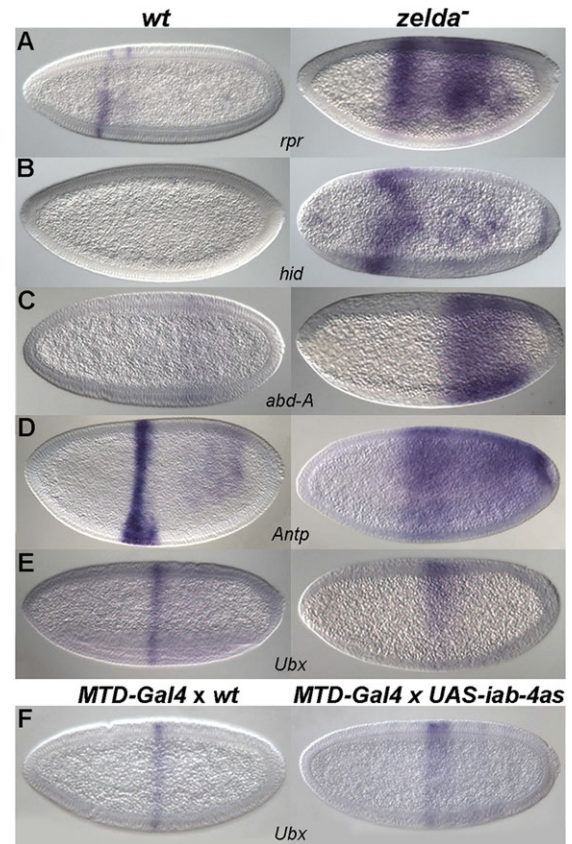 wt zelda-
A
rpr
B
hid
C
abd-A
D
Antp
E
Ubx
MTD-Gal4 x wt MTD-Gal4 x UAS-iab-4as
F
Ubx